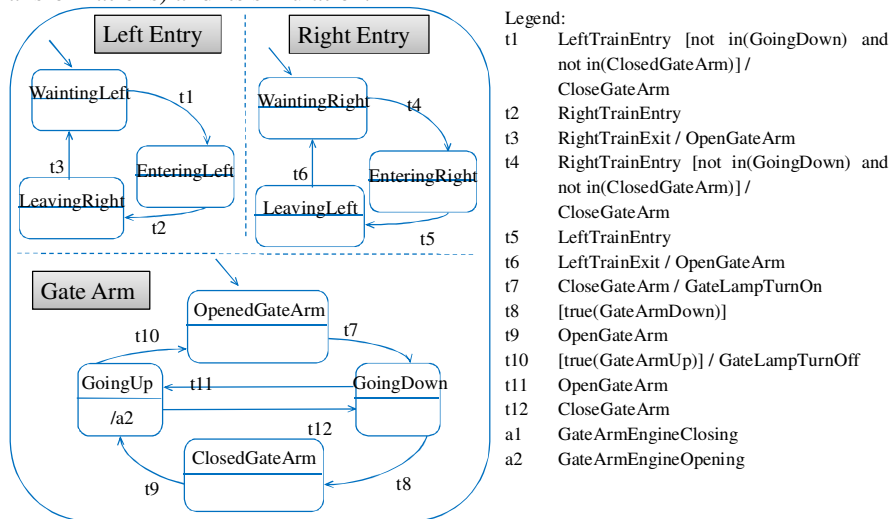 and its
Left Entry
Right Entry
WaintingLeft
t1
t3
EnteringLeft
LeavingRight
t2
WaintingRight
t4
t6
EnteringRight
LeavingLeft
t5
Gate Arm
OpenedGateArm
t10
t7
GoingUp
t11
GoingDown
/a2
t12
ClosedGateArm
t9
t8
Legend:
t1 LeftTrainEntry [not in(GoingDown) and
not in(ClosedGateArm)] /
CloseGateArm
t2 RightTrainEntry
t3 RightTrainExit / OpenGateArm
t4 RightTrainEntry [not in(GoingDown) and
not in(ClosedGateArm)] /
CloseGateArm
t5 LeftTrainEntry
t6 LeftTrainExit / OpenGateArm
t7 CloseGateArm / GateLampTurnOn
t8 [true(GateArmDown)]
t9 OpenGateArm
t10 [true(GateArmUp)] / GateLampTurnOff
t11 OpenGateArm
t12 CloseGateArm
a1 GateArmEngineClosing
a2 GateArmEngineOpening